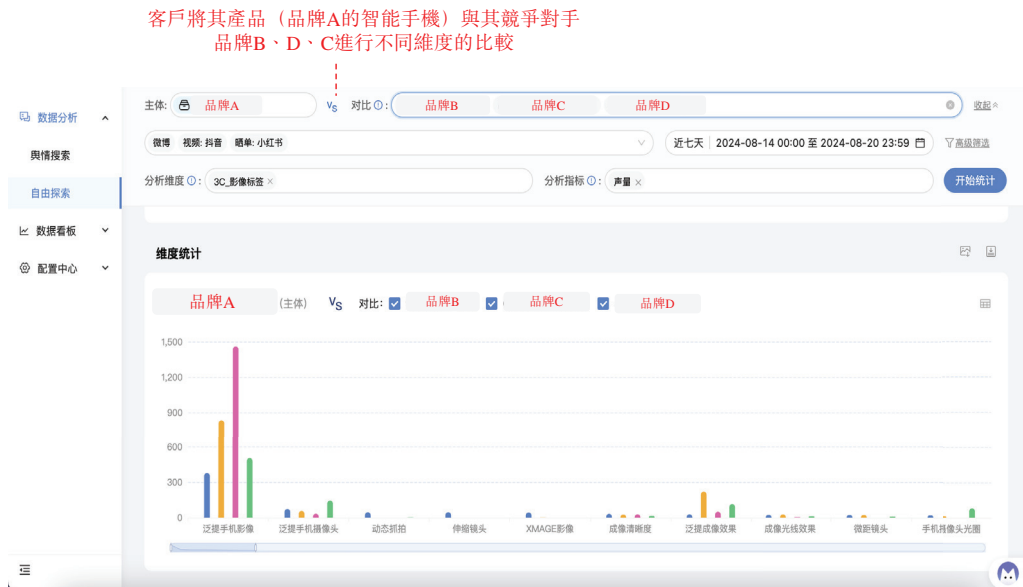 客戶將其產品（品牌A的智能手機）與其競爭對手
品牌B、D、C進行不同維度的比較
数据分析
舆情搜索
自由探索
数据看板
配置中心
主体: 品牌A Vs 对比: 品牌B 品牌C 品牌D 收起
微博 视频: 抖音 晒单: 小红书 近七天 2024-08-14 00:00 至 2024-08-20 23:59 高级筛选
分析维度: 3C_影像标签 × 分析指标: 声量 × 开始统计
维度统计
品牌A (主体) Vs 对比: 品牌B 品牌C 品牌D
1,500
1,200
900
600
300
0
泛提手机影像 泛提手机摄像头 动态抓拍 伸缩镜头 XMAGE影像 成像清晰度 泛提成像效果 成像光线效果 微距镜头 手机摄像头光圈